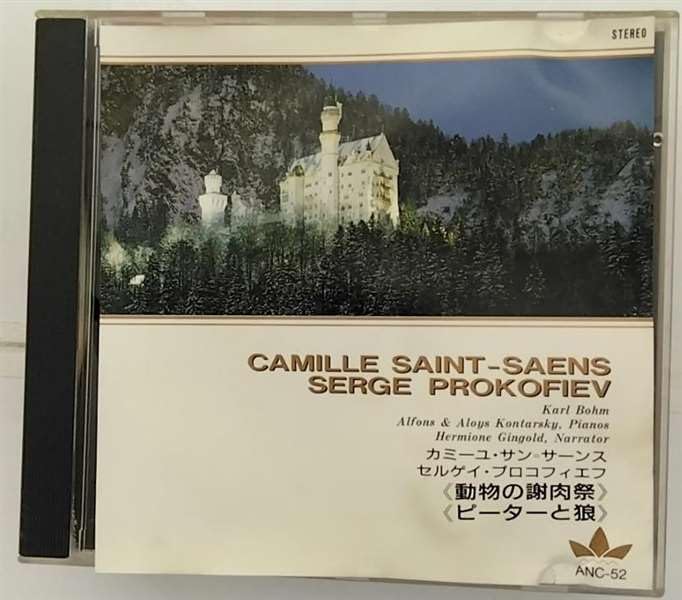 STEREO
CAMILLE SAINT-SAENS
SERGE PROKOFIEV
Karl Bohm
Alfons & Aloys Kontarsky, Pianos
Hermione Gingold, Narrator
カミーユ・サン=サーンス
セルゲイ・プロコフィエフ
《動物の謝肉祭》
《ピーターと狼》
ANC-52